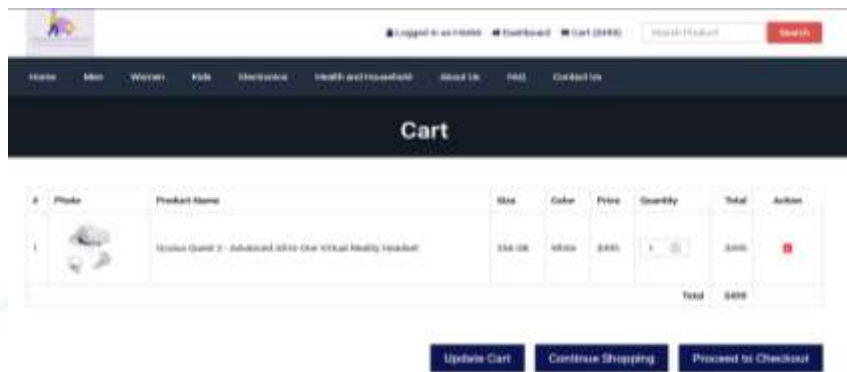 Logged in as Dashboard Cart Search Product Search
Home Men Women Kids Electronics Health and Household About Us FAQ Contact Us
Cart
# Photo Product Name Size Color Price Quantity Total Action
1 Oculus Quest 2 - Advanced All-In-One Virtual Reality Headset GB White 1
Total
Update Cart Continue Shopping Proceed to Checkout